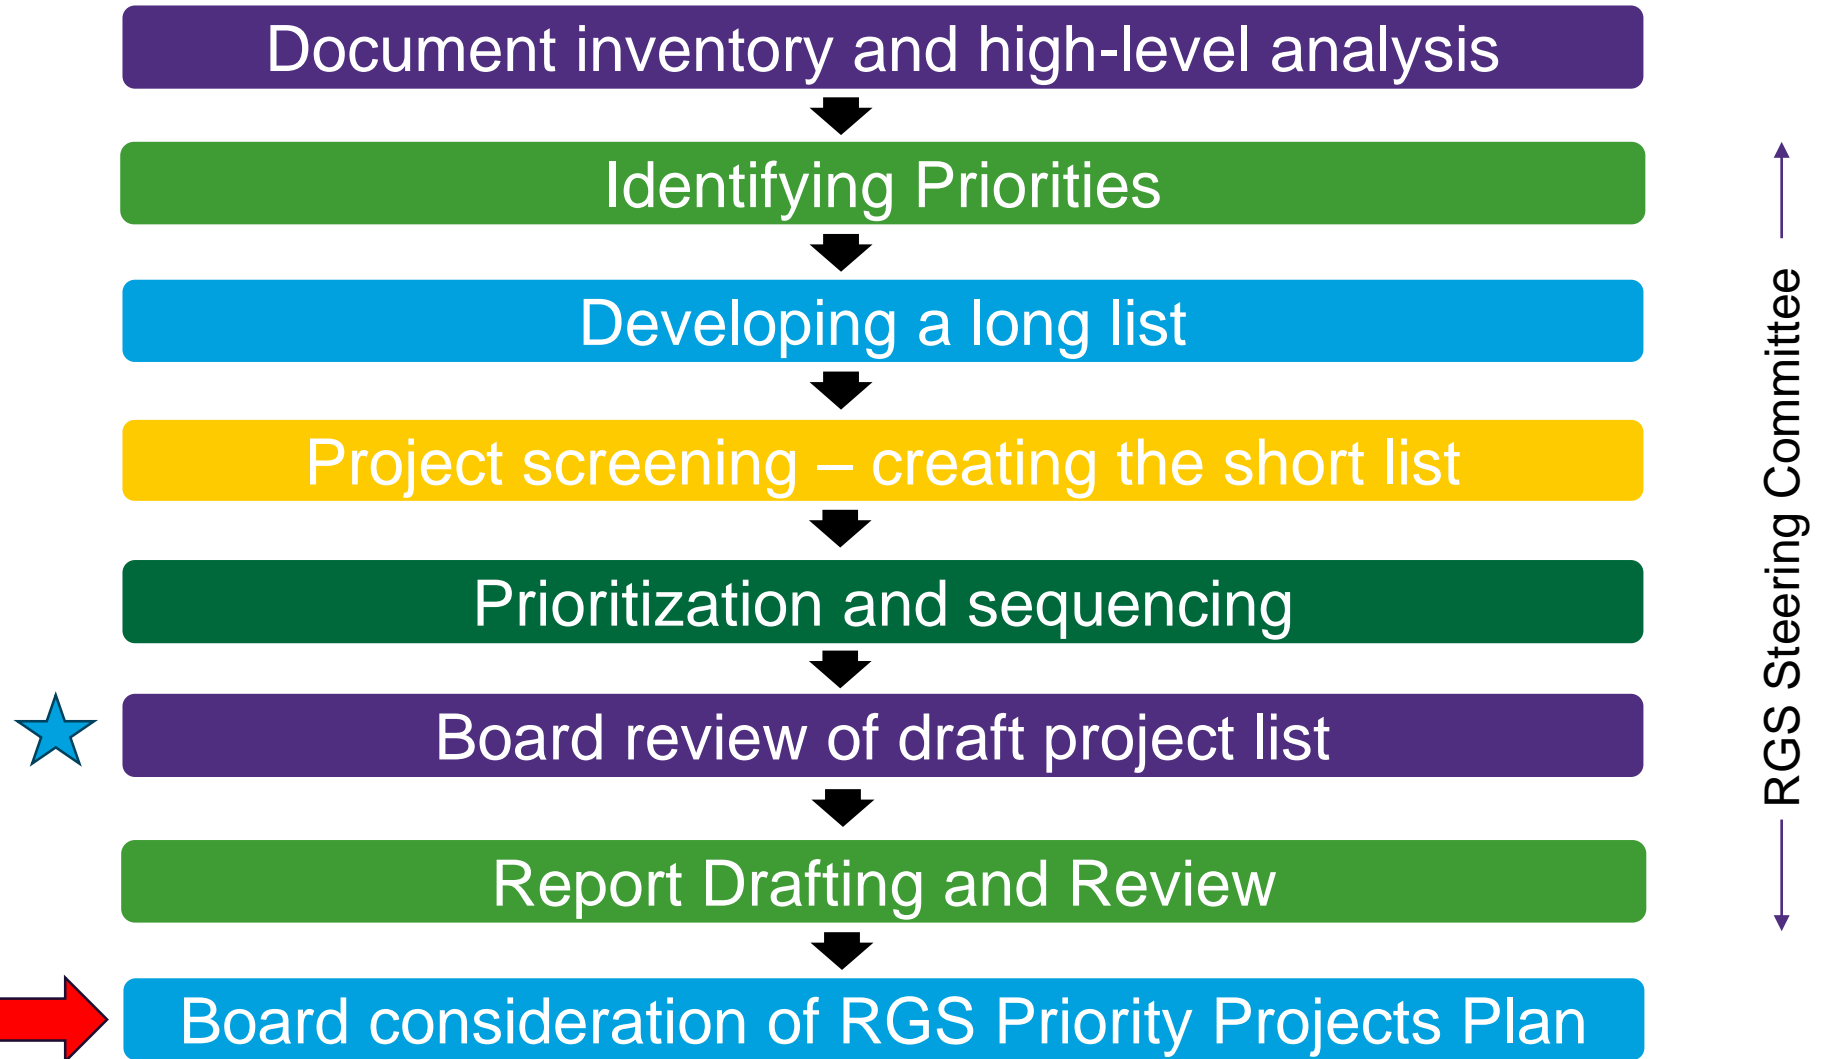 Document inventory and high-level analysis
Identifying Priorities
Developing a long list
Project screening – creating the short list
Prioritization and sequencing
Board review of draft project list
Report Drafting and Review
Board consideration of RGS Priority Projects Plan
RGS Steering Committee